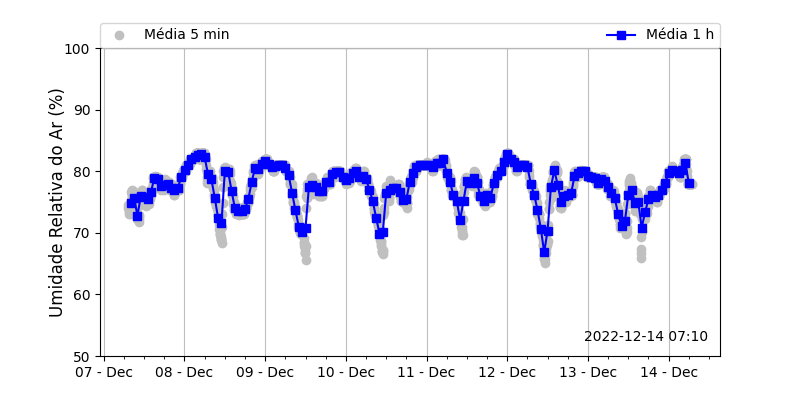 Média 5 min Média 1 h
100
90
80
70
60
50
Umidade Relativa do Ar (%)
2022-12-14 07:10
07 - Dec 08 - Dec 09 - Dec 10 - Dec 11 - Dec 12 - Dec 13 - Dec 14 - Dec